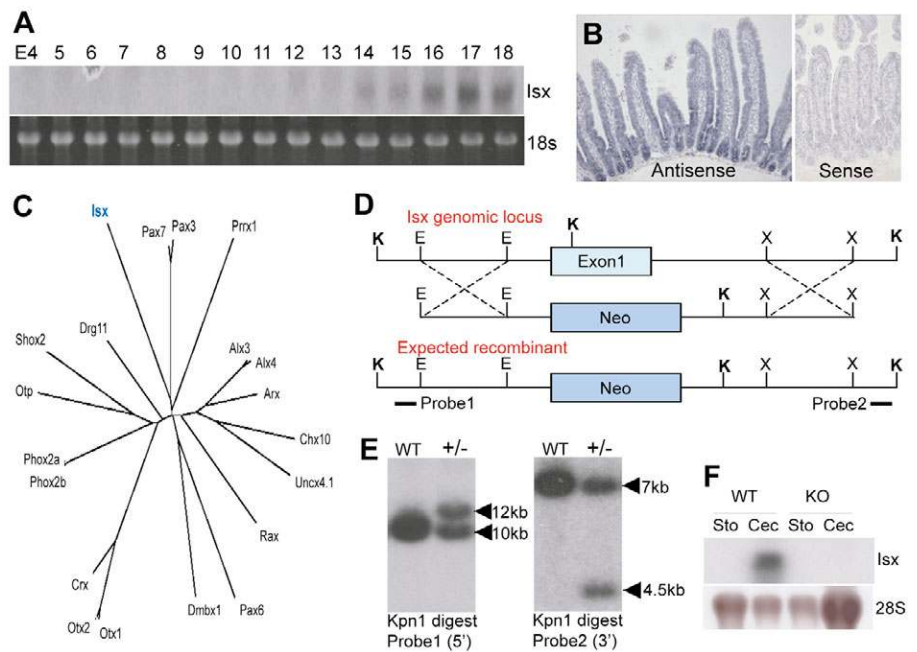 A
E4 5 6 7 8 9 10 11 12 13 14 15 16 17 18
Isx
18s
B
Antisense
Sense
C
Isx
Pax7
Pax3
Prrx1
Drg11
Shox2
Alx3
Alx4
Otp
Arx
Chx10
Phox2a
Phox2b
Uncx4.1
Rax
Crx
Dmbx1
Pax6
Otx2
Otx1
D
Isx genomic locus
K E E K X X K
Exon1
E E K X X
Neo
Expected recombinant
K E E K X X K
Neo
Probe1
Probe2
E
WT +/-
12kb
10kb
Kpn1 digest
Probe1 (5')
WT +/-
7kb
4.5kb
Kpn1 digest
Probe2 (3')
F
WT KO
Sto Cec Sto Cec
Isx
28S